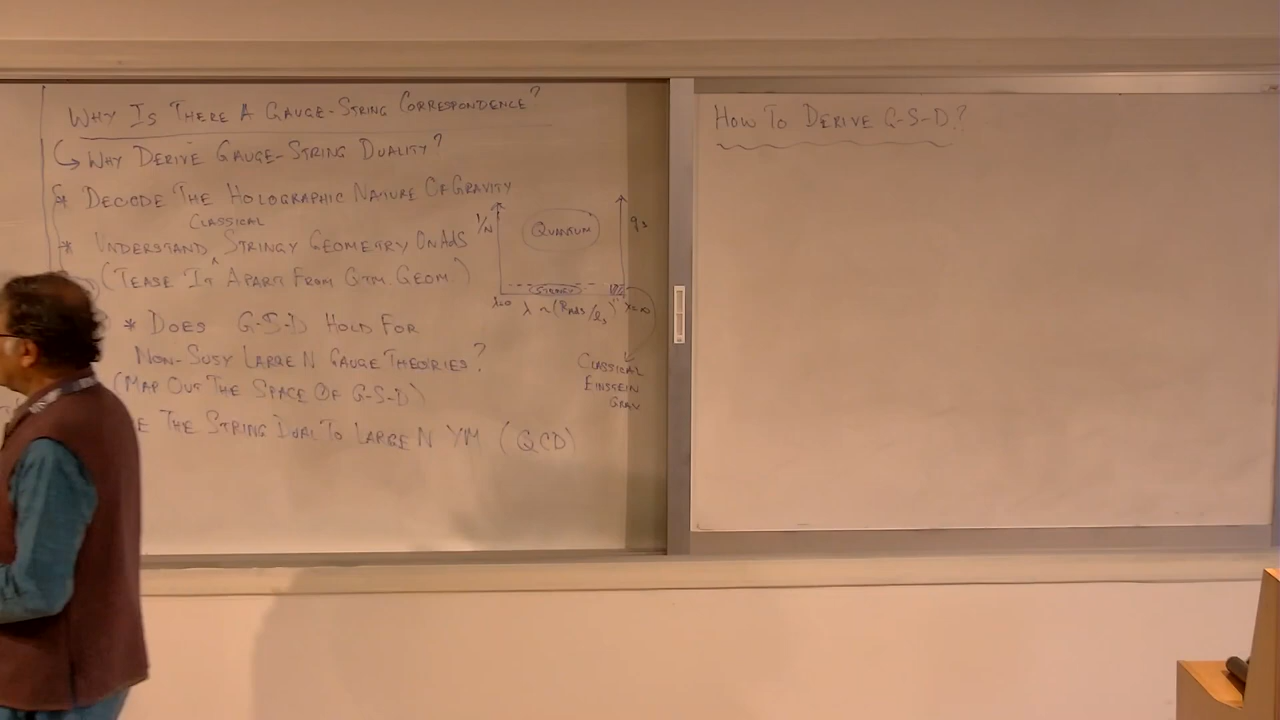 WHY IS THERE A GAUGE-STRING CORRESPONDENCE?
↳ WHY DERIVE GAUGE-STRING DUALITY?
* DECODE THE HOLOGRAPHIC NATURE OF GRAVITY
CLASSICAL
* UNDERSTAND ^ STRINGY GEOMETRY ON AdS
(TEASE IT APART FROM QTM. GEOM.)
* DOES G-S-D HOLD FOR
NON-SUSY LARGE N GAUGE THEORIES?
(MAP OUT THE SPACE OF G-S-D)
E THE STRING DUAL TO LARGE N YM (QCD)
1/N
QUANTUM
g_s
STRINGY
λ=0
λ ~ (R_AdS/l_s)^#
λ=∞
CLASSICAL
EINSTEIN
GRAV
HOW TO DERIVE G-S-D?